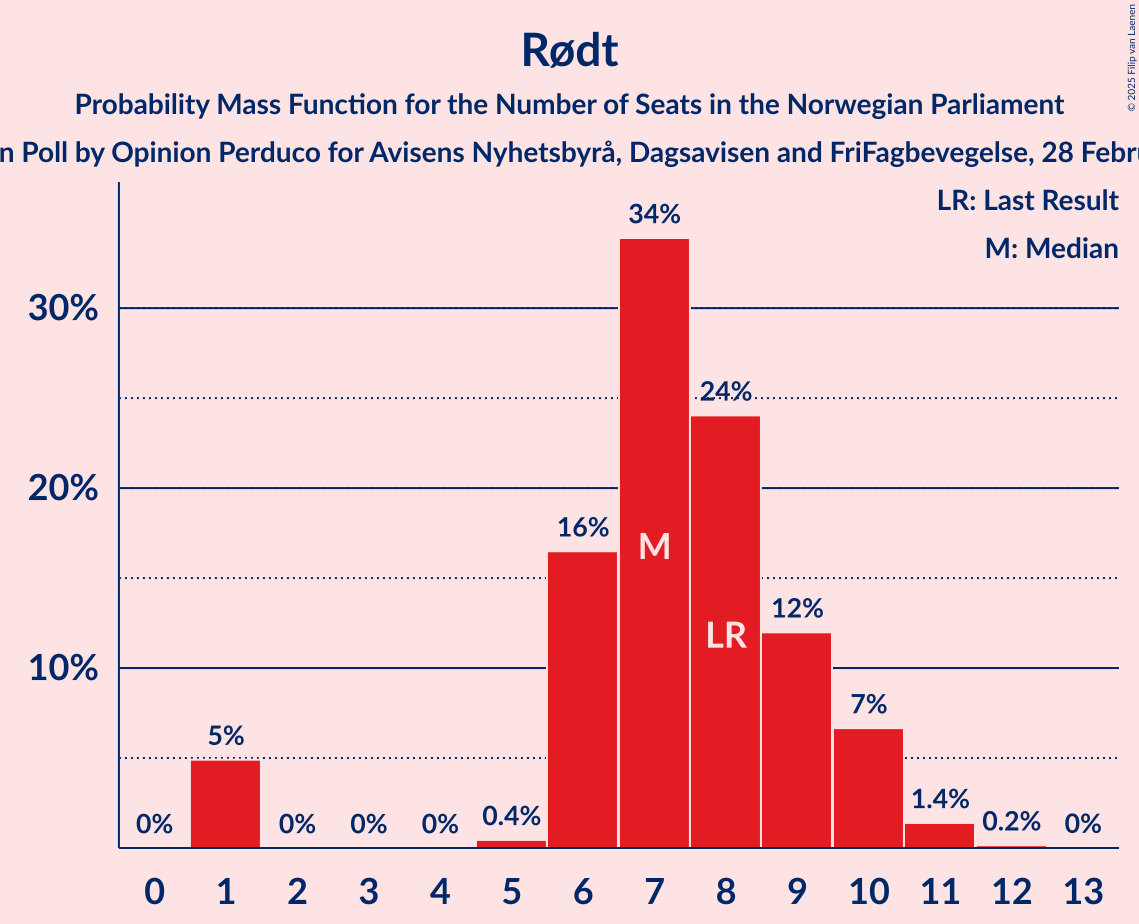 Rødt
Probability Mass Function for the Number of Seats in the Norwegian Parliament
Poll by Opinion Perduco for Avisens Nyhetsbyrå, Dagsavisen and FriFagbevegelse, 28
© 2025 Filip van Laenen
LR: Last Result
M: Median
34%
30%
24%
20%
16%
M
12%
LR
10%
7%
5%
1.4%
0% 0% 0% 0% 0.4% 0.2% 0%
0 1 2 3 4 5 6 7 8 9 10 11 12 13